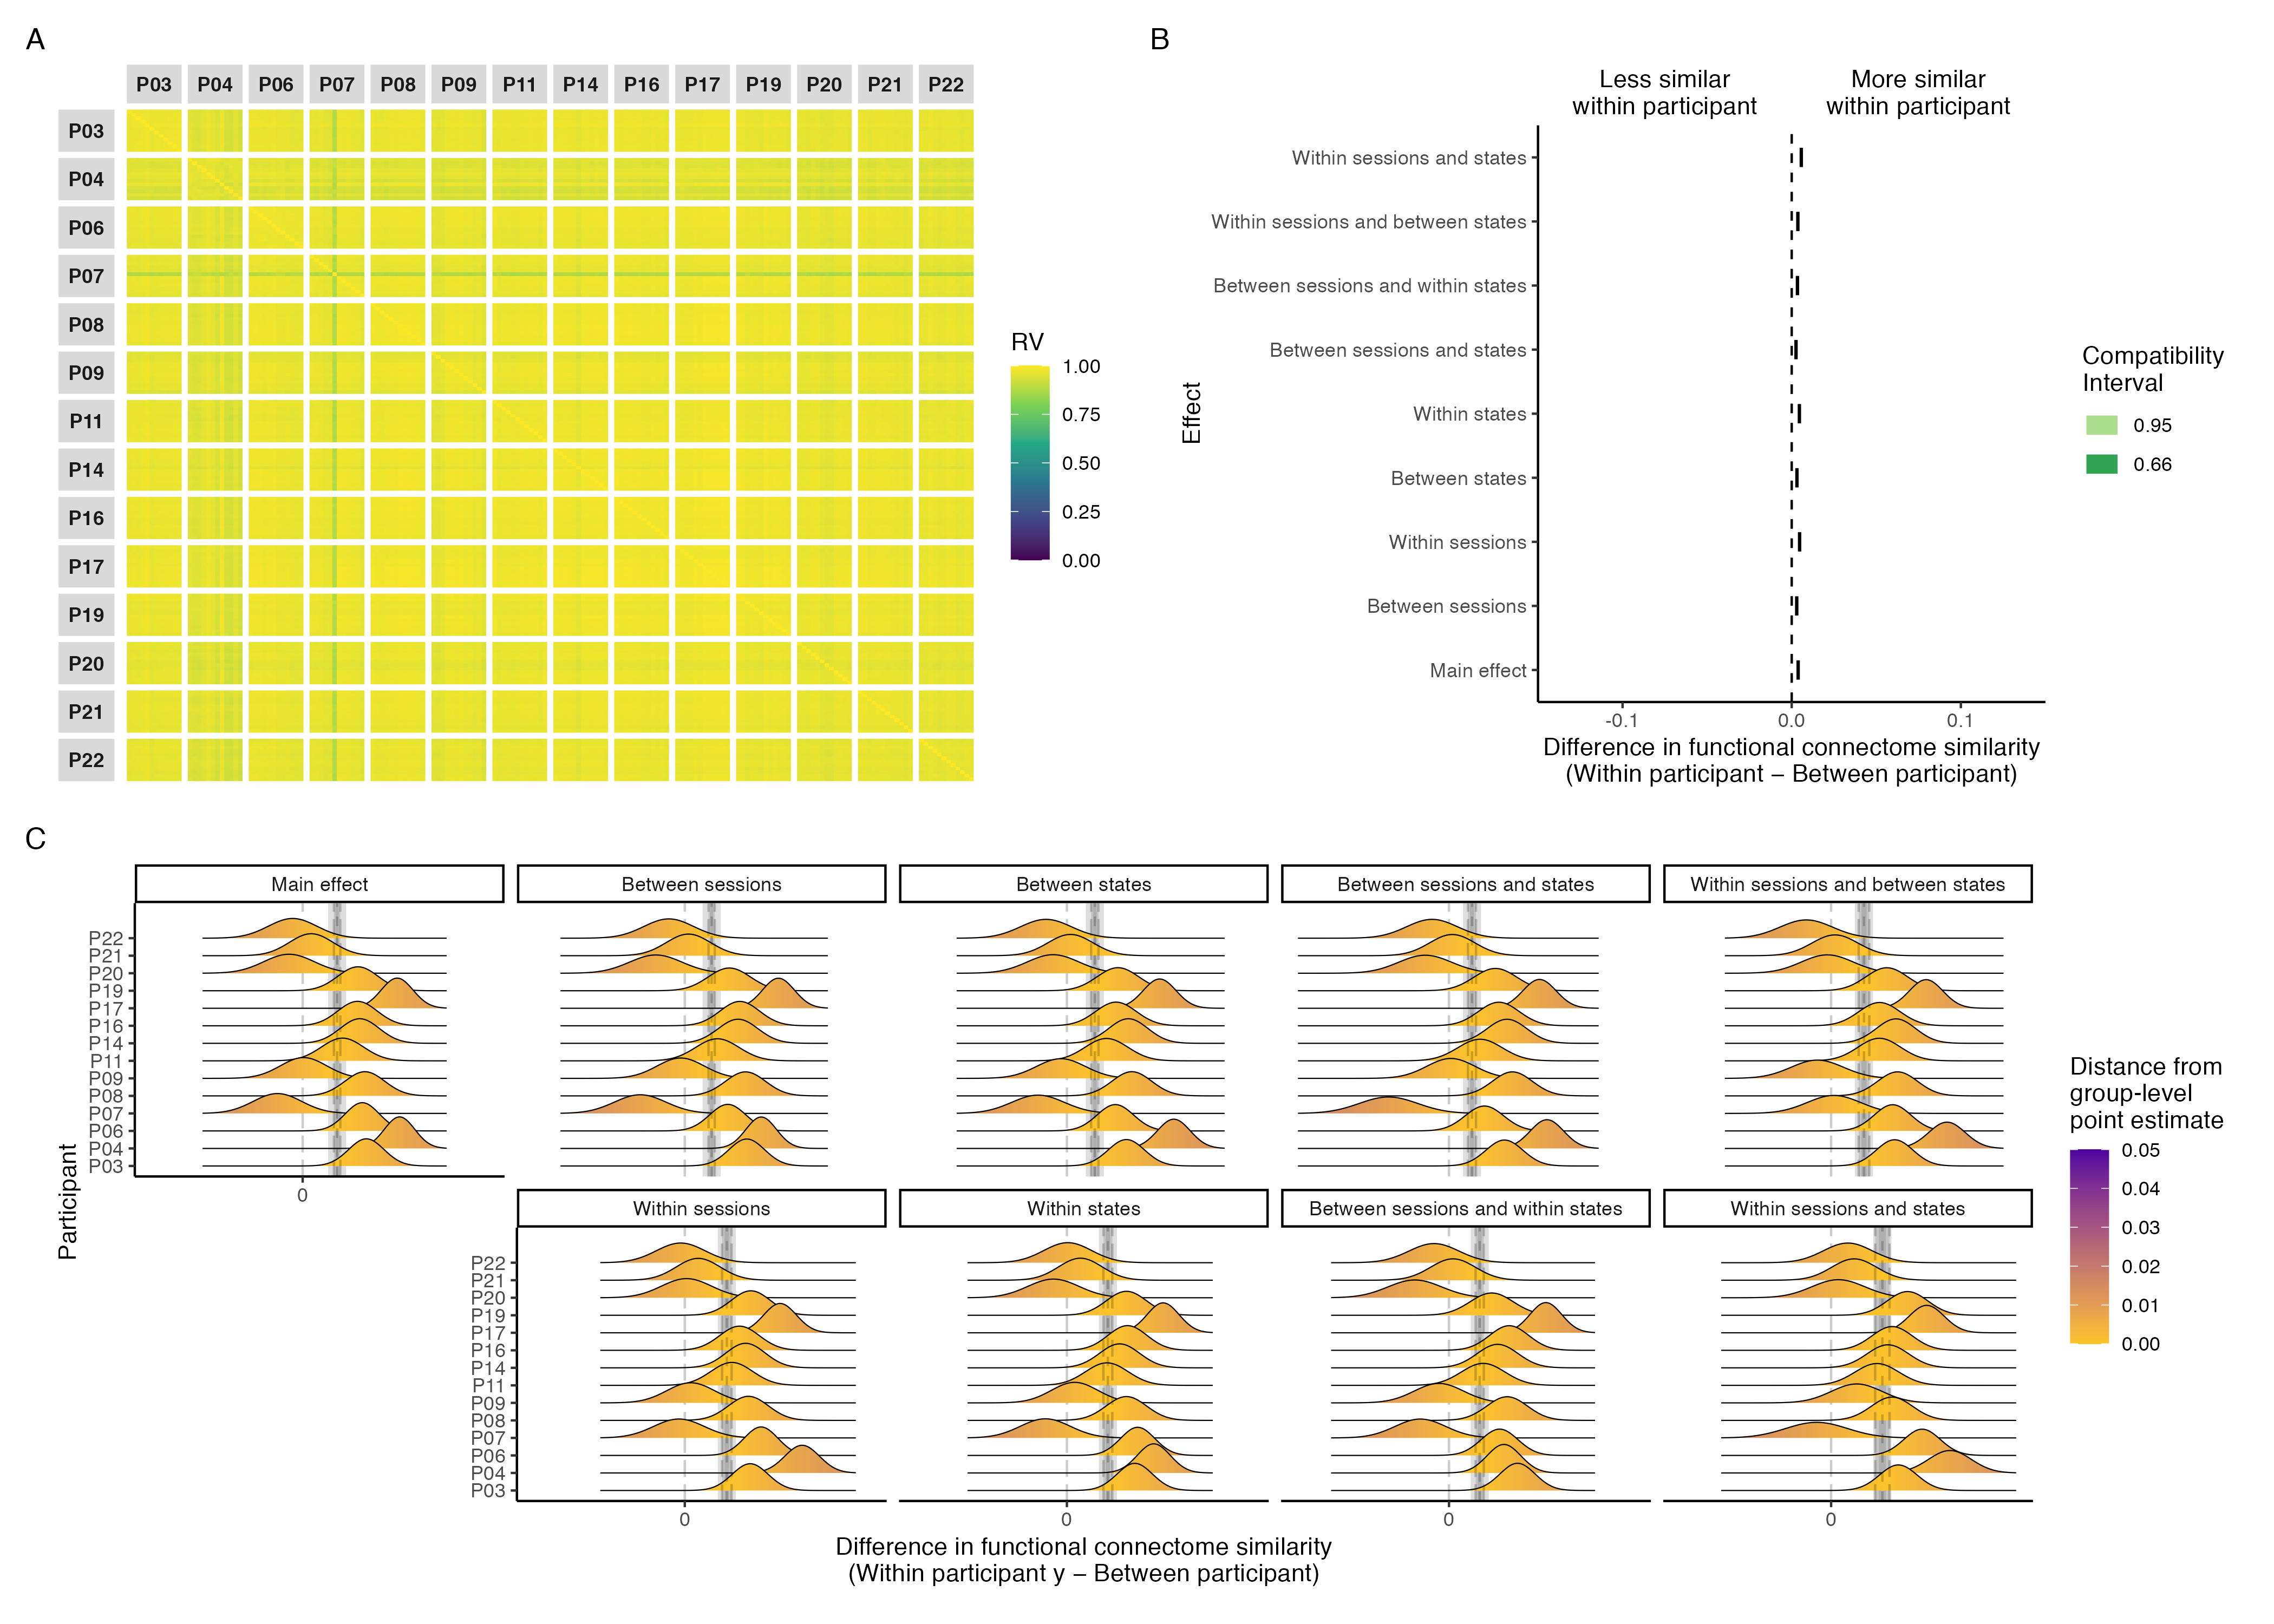 A
P03 P04 P06 P07 P08 P09 P11 P14 P16 P17 P19 P20 P21 P22
P03
P04
P06
P07
P08
P09
P11
P14
P16
P17
P19
P20
P21
P22
RV
1.00
0.75
0.50
0.25
0.00
B
Less similar
within participant
More similar
within participant
Effect
Within sessions and states
Within sessions and between states
Between sessions and within states
Between sessions and states
Within states
Between states
Within sessions
Between sessions
Main effect
-0.1 0.0 0.1
Difference in functional connectome similarity
(Within participant − Between participant)
Compatibility
Interval
0.95
0.66
C
Participant
Main effect
Between sessions
Between states
Between sessions and states
Within sessions and between states
P22
P21
P20
P19
P17
P16
P14
P11
P09
P08
P07
P06
P04
P03
0
Within sessions
Within states
Between sessions and within states
Within sessions and states
P22
P21
P20
P19
P17
P16
P14
P11
P09
P08
P07
P06
P04
P03
0 0 0 0
Difference in functional connectome similarity
(Within participant y − Between participant)
Distance from
group-level
point estimate
0.05
0.04
0.03
0.02
0.01
0.00